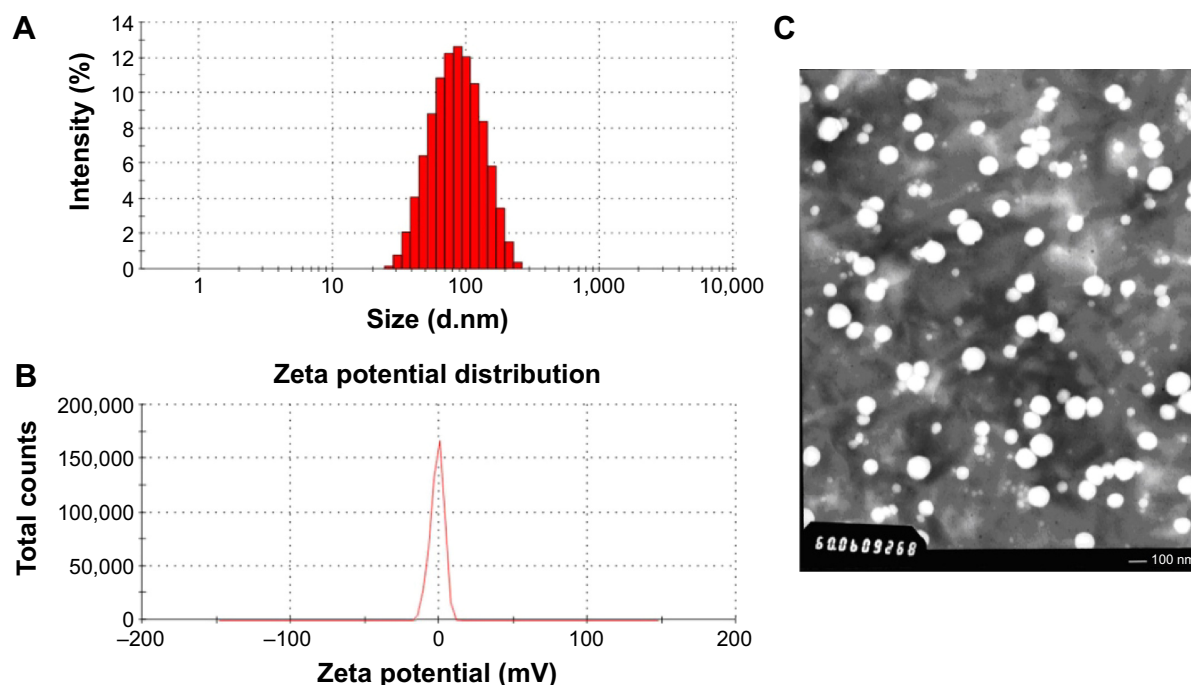 A
14
12
10
8
6
4
2
0
Intensity (%)
1 10 100 1,000 10,000
Size (d.nm)
B
Zeta potential distribution
200,000
150,000
100,000
50,000
0
Total counts
–200 –100 0 100 200
Zeta potential (mV)
C
100 nm